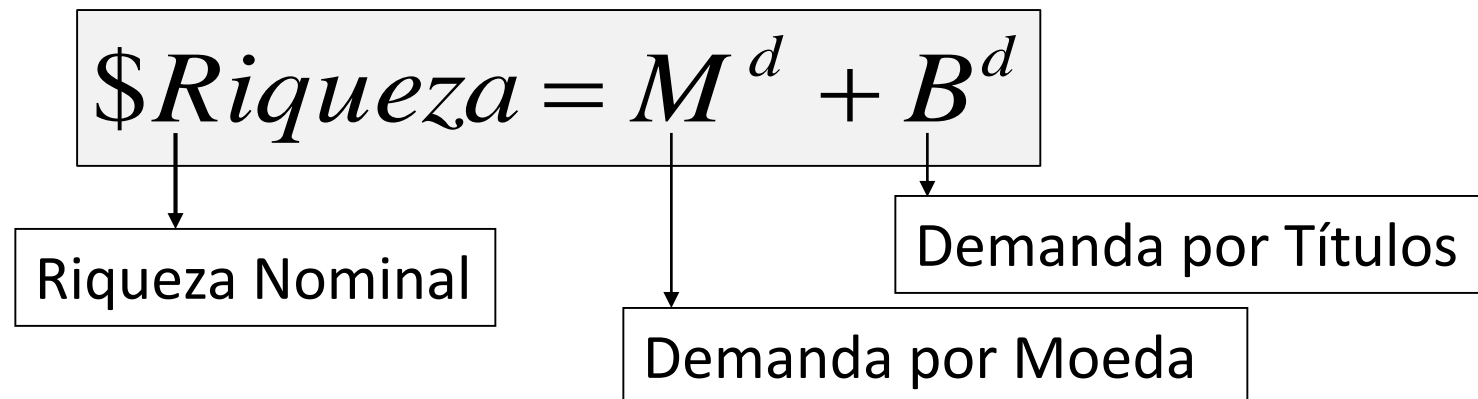 $Riqueza = M^d + B^d
Demanda por Títulos
Riqueza Nominal
Demanda por Moeda